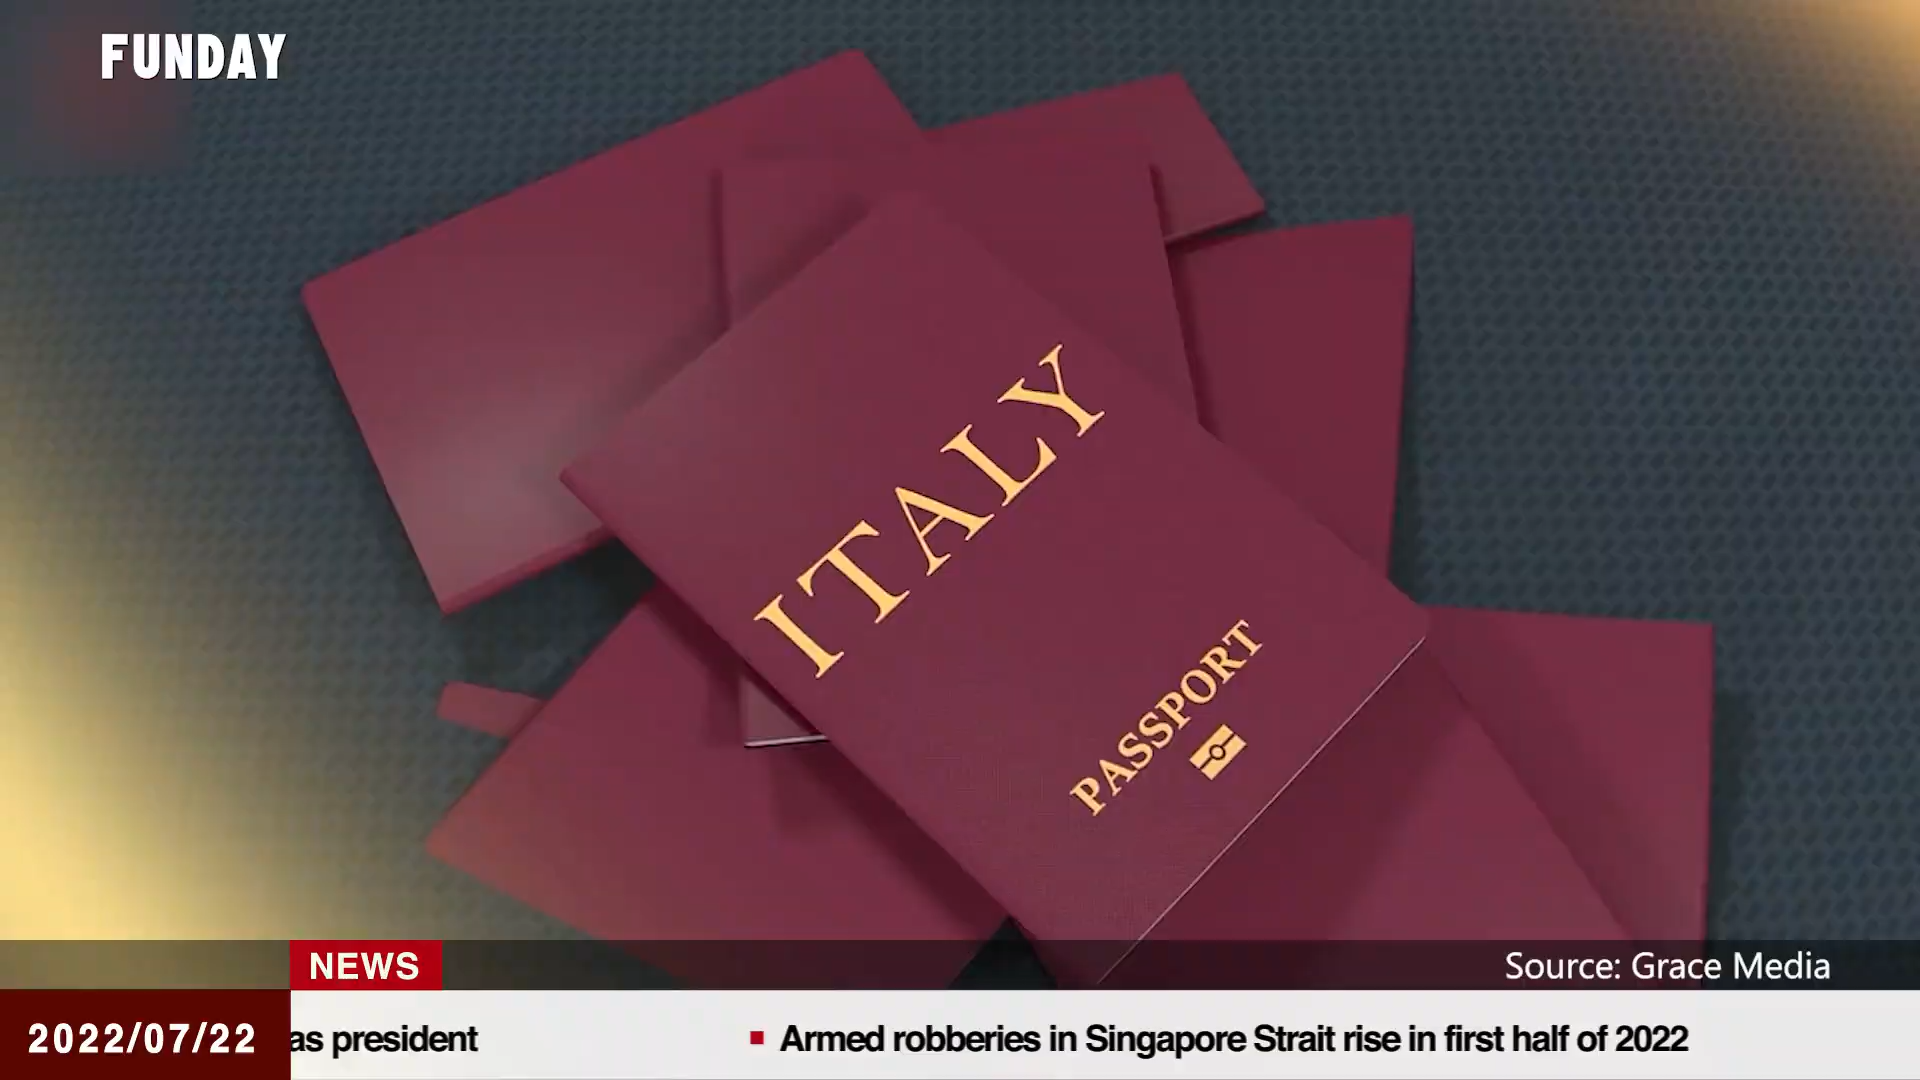 FUNDAY
ITALY
PASSPORT
NEWS
Source: Grace Media
2022/07/22
as president
Armed robberies in Singapore Strait rise in first half of 2022